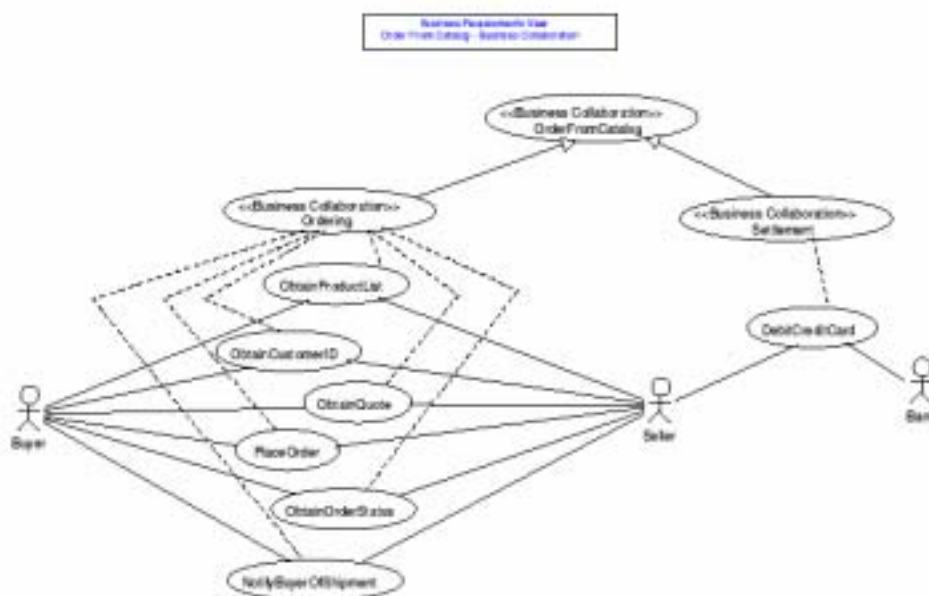 Business Requirements View
Order From Catalog - Business Collaboration
<<Business Collaboration>>
OrderFromCatalog
<<Business Collaboration>>
Ordering
<<Business Collaboration>>
Settlement
ObtainProductList
DebitCreditCard
ObtainCustomerID
ObtainQuote
Buyer
Seller
Ban
PlaceOrder
ObtainOrderStatus
NotifyBuyerOfShipment